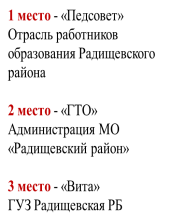 1 место - «Педсовет»
Отрасль работников
образования Радищевского
района
2 место - «ГТО»
Администрация МО
«Радищевский район»
3 место - «Вита»
ГУЗ Радищевская РБ